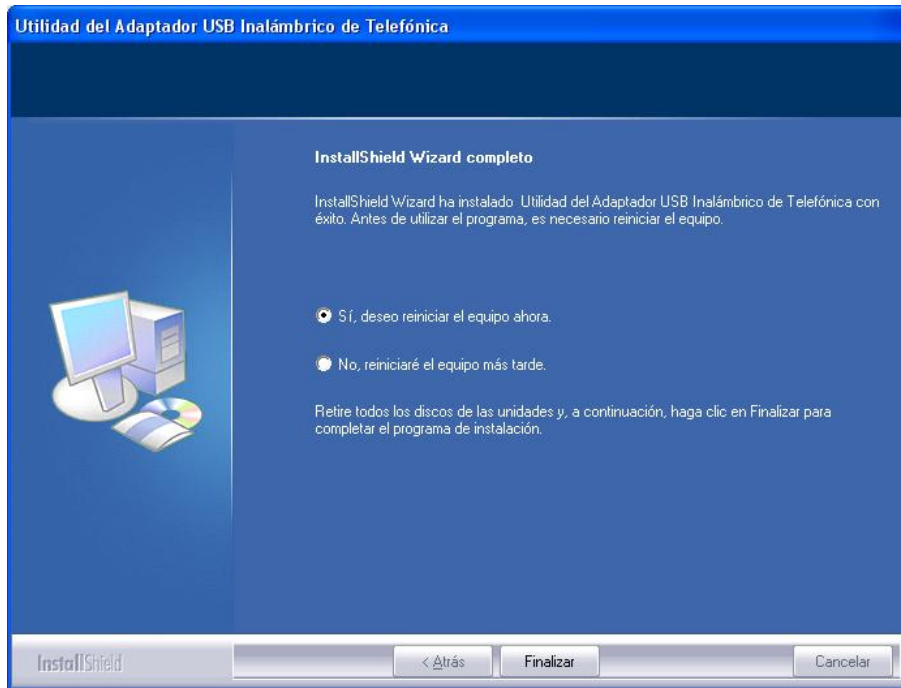 Utilidad del Adaptador USB Inalámbrico de Telefónica
InstallShield Wizard completo
InstallShield Wizard ha instalado Utilidad del Adaptador USB Inalámbrico de Telefónica con
éxito. Antes de utilizar el programa, es necesario reiniciar el equipo.
Sí, deseo reiniciar el equipo ahora.
No, reiniciaré el equipo más tarde.
Retire todos los discos de las unidades y, a continuación, haga clic en Finalizar para
completar el programa de instalación.
InstallShield
< Atrás
Finalizar
Cancelar